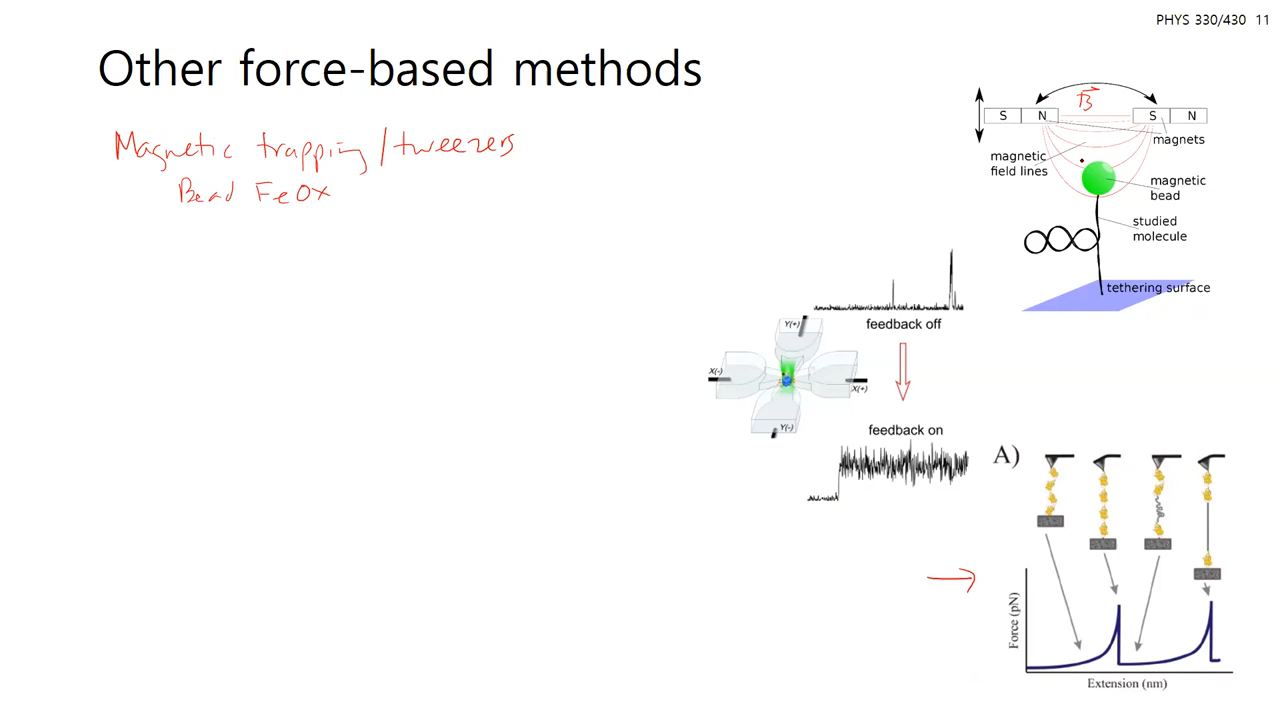 PHYS 330/430 11
Other force-based methods
Magnetic trapping/tweezers
Bead FeOx
B
S N S N
magnets
magnetic
field lines
magnetic
bead
studied
molecule
tethering surface
feedback off
Y(+)
X(-)
X(+)
Y(-)
feedback on
A)
Force (pN)
Extension (nm)